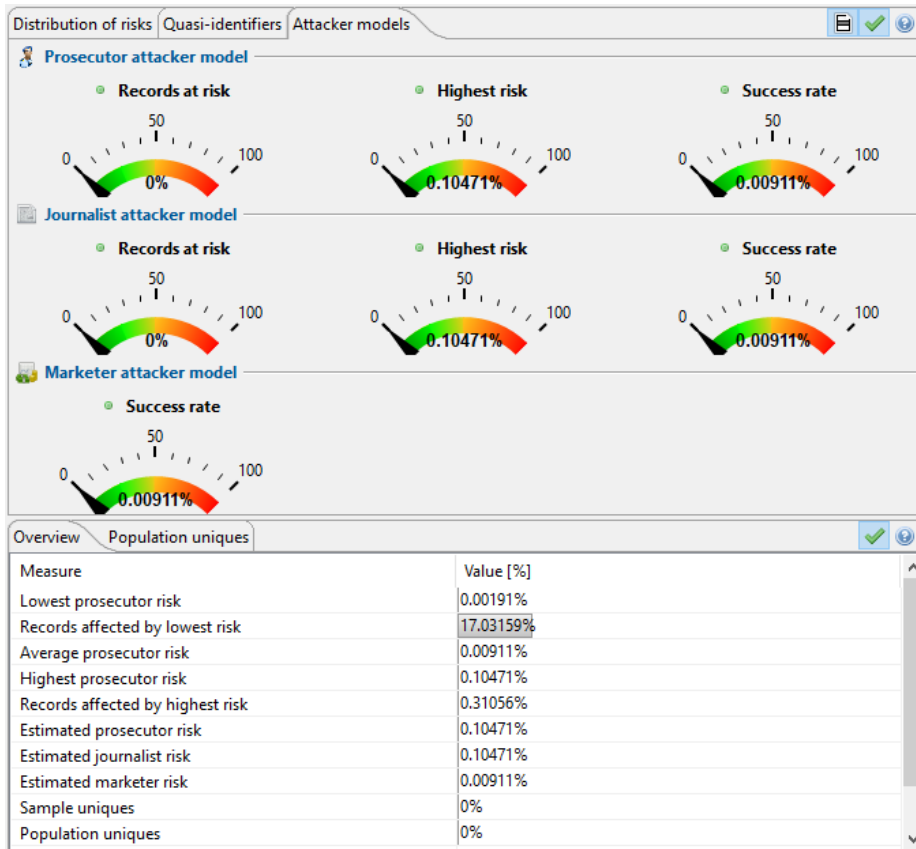 Distribution of risks Quasi-identifiers Attacker models
Prosecutor attacker model
Records at risk Highest risk Success rate
0 50 100 0 50 100 0 50 100
0% 0.10471% 0.00911%
Journalist attacker model
Records at risk Highest risk Success rate
0 50 100 0 50 100 0 50 100
0% 0.10471% 0.00911%
Marketer attacker model
Success rate
0 50 100
0.00911%
Overview Population uniques
Measure Value [%]
Lowest prosecutor risk 0.00191%
Records affected by lowest risk 17.03159%
Average prosecutor risk 0.00911%
Highest prosecutor risk 0.10471%
Records affected by highest risk 0.31056%
Estimated prosecutor risk 0.10471%
Estimated journalist risk 0.10471%
Estimated marketer risk 0.00911%
Sample uniques 0%
Population uniques 0%